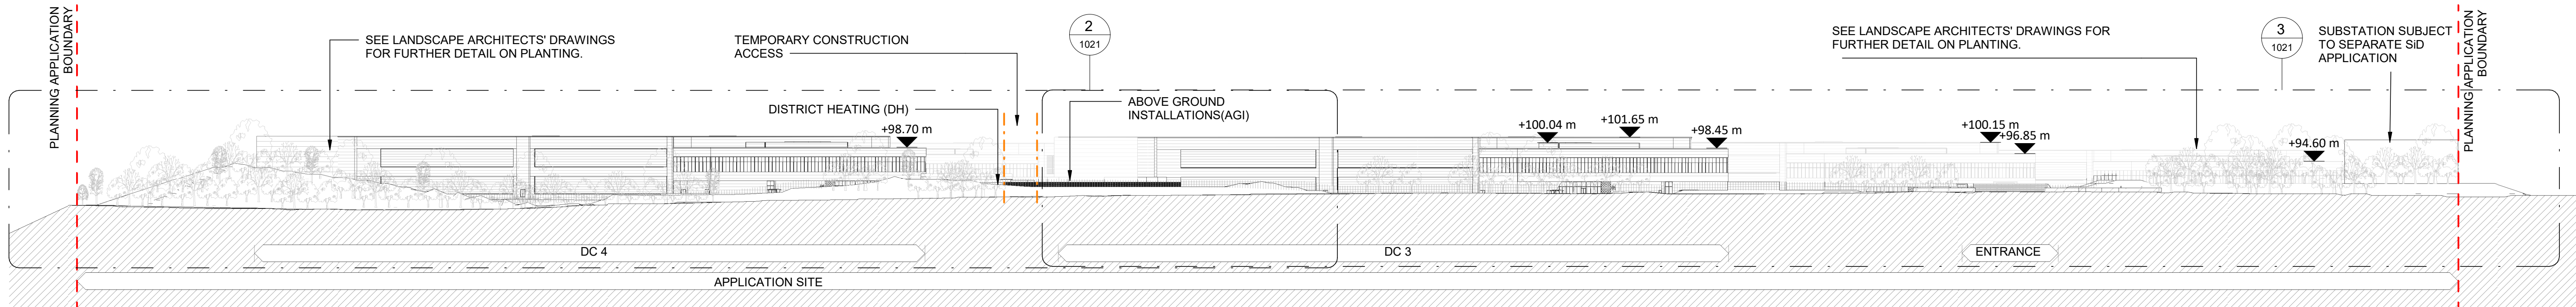 PLANNING APPLICATION
BOUNDARY
SEE LANDSCAPE ARCHITECTS' DRAWINGS
FOR FURTHER DETAIL ON PLANTING.
TEMPORARY CONSTRUCTION
ACCESS
2
1021
DISTRICT HEATING (DH)
ABOVE GROUND
INSTALLATIONS(AGI)
SEE LANDSCAPE ARCHITECTS' DRAWINGS FOR
FURTHER DETAIL ON PLANTING.
3
1021
SUBSTATION SUBJECT
TO SEPARATE SiD
APPLICATION
PLANNING APPLICATION
BOUNDARY
+98.70 m
+100.04 m
+101.65 m
+98.45 m
+100.15 m
+96.85 m
+94.60 m
DC 4
DC 3
ENTRANCE
APPLICATION SITE